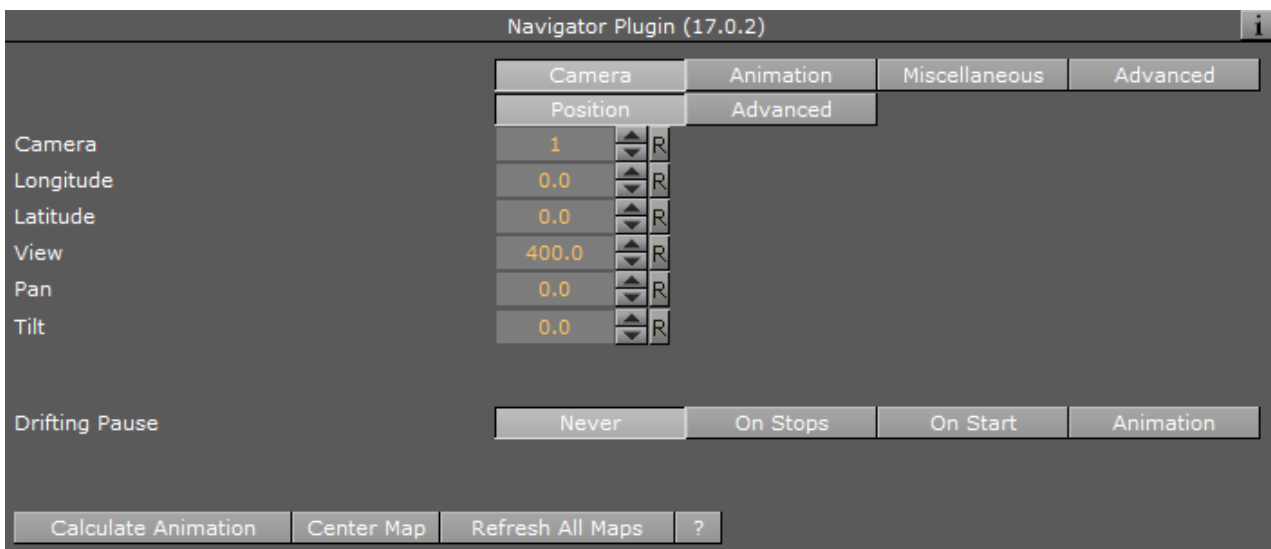 Navigator Plugin (17.0.2) i
Camera Animation Miscellaneous Advanced
Position Advanced
Camera 1 R
Longitude 0.0 R
Latitude 0.0 R
View 400.0 R
Pan 0.0 R
Tilt 0.0 R
Drifting Pause Never On Stops On Start Animation
Calculate Animation Center Map Refresh All Maps ?